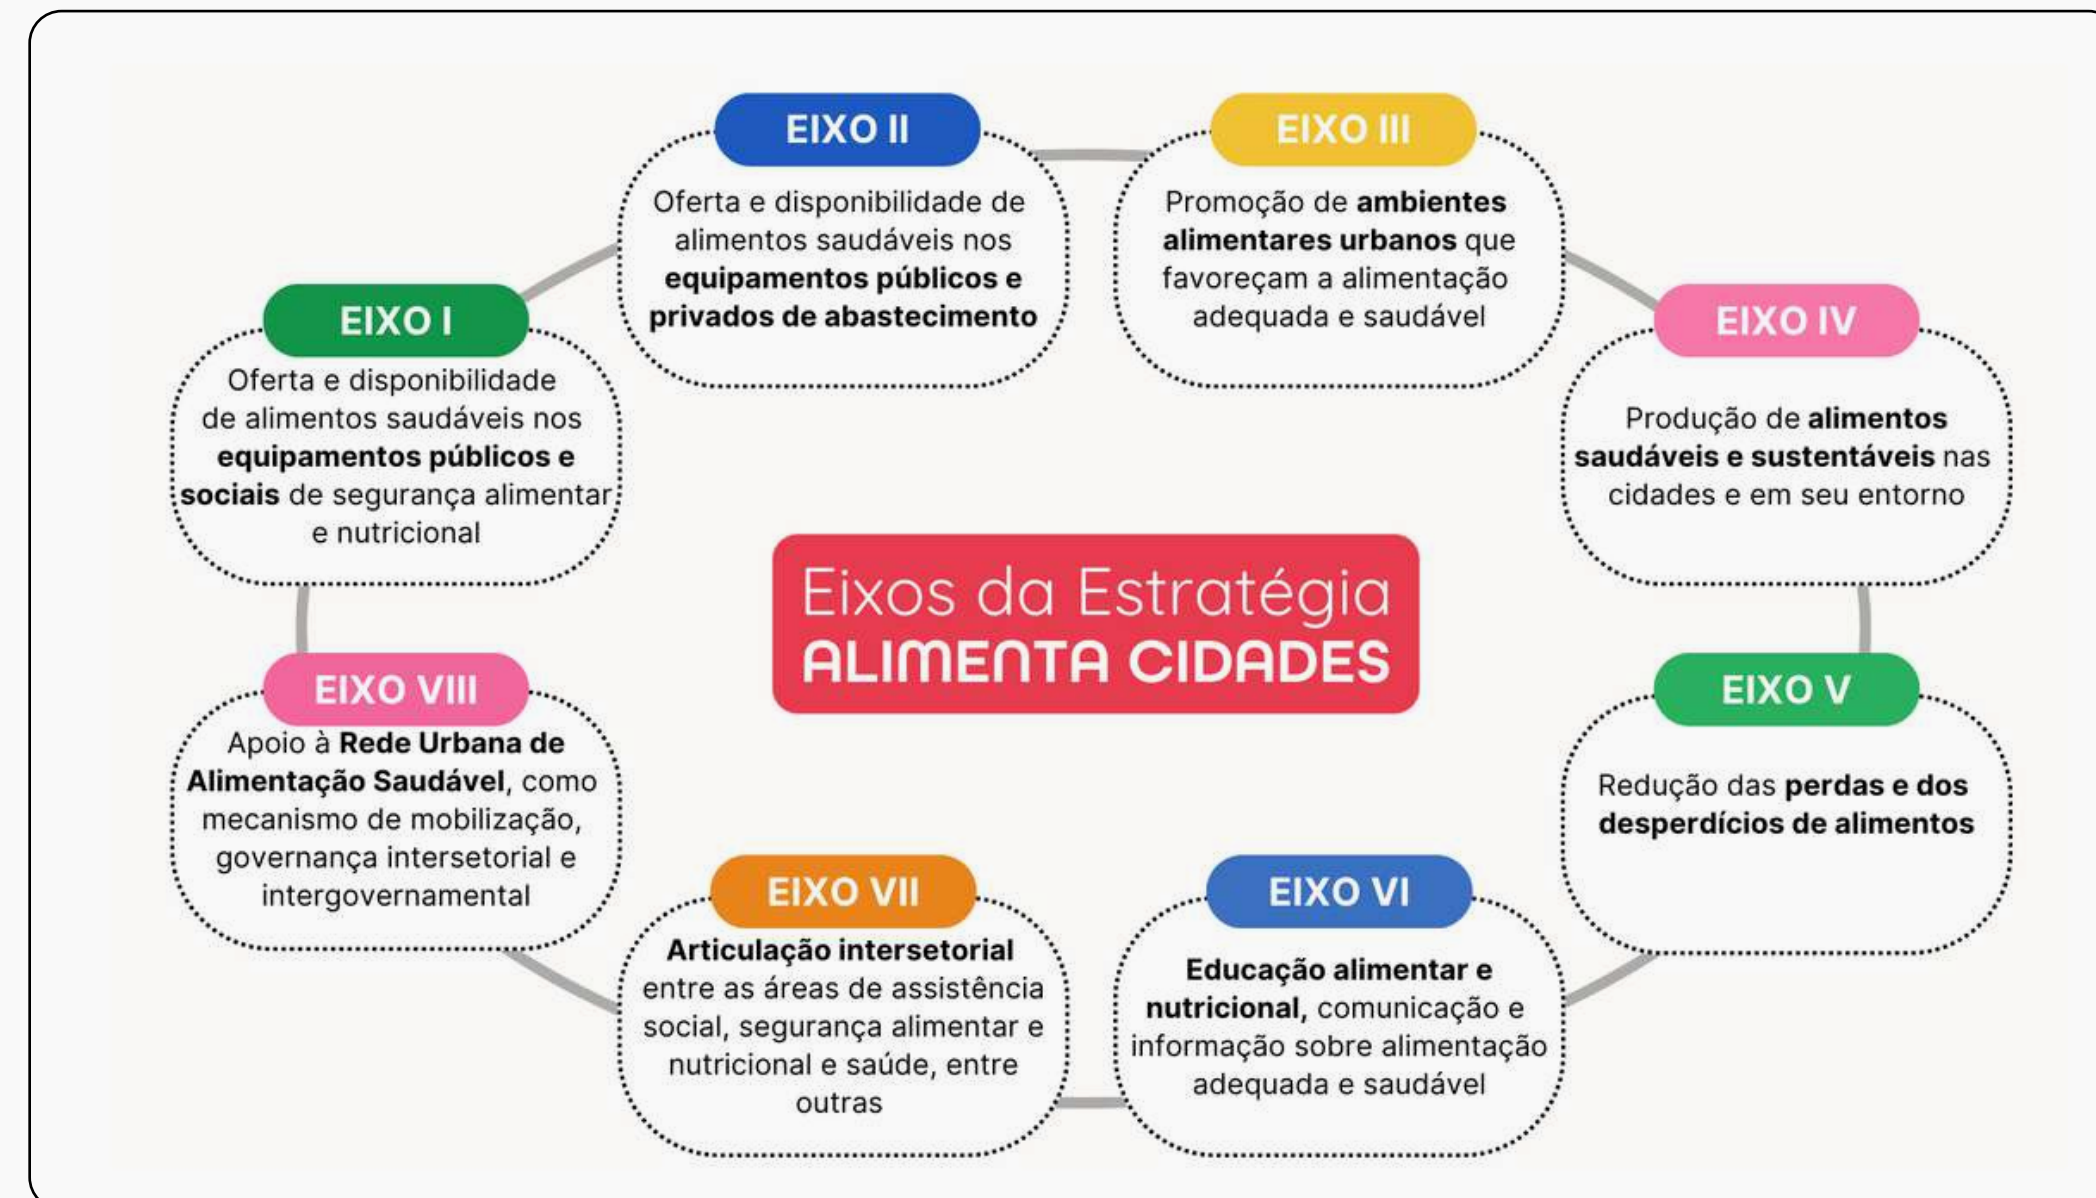 EIXO I
Oferta e disponibilidade
de alimentos saudáveis nos
equipamentos públicos e
sociais de segurança alimentar
e nutricional
EIXO II
Oferta e disponibilidade de
alimentos saudáveis nos
equipamentos públicos e
privados de abastecimento
EIXO III
Promoção de ambientes
alimentares urbanos que
favoreçam a alimentação
adequada e saudável
EIXO IV
Produção de alimentos
saudáveis e sustentáveis nas
cidades e em seu entorno
EIXO V
Redução das perdas e dos
desperdícios de alimentos
EIXO VI
Educação alimentar e
nutricional, comunicação e
informação sobre alimentação
adequada e saudável
EIXO VII
Articulação intersetorial
entre as áreas de assistência
social, segurança alimentar e
nutricional e saúde, entre
outras
EIXO VIII
Apoio à Rede Urbana de
Alimentação Saudável, como
mecanismo de mobilização,
governança intersetorial e
intergovernamental
Eixos da Estratégia
ALIMENTA CIDADES